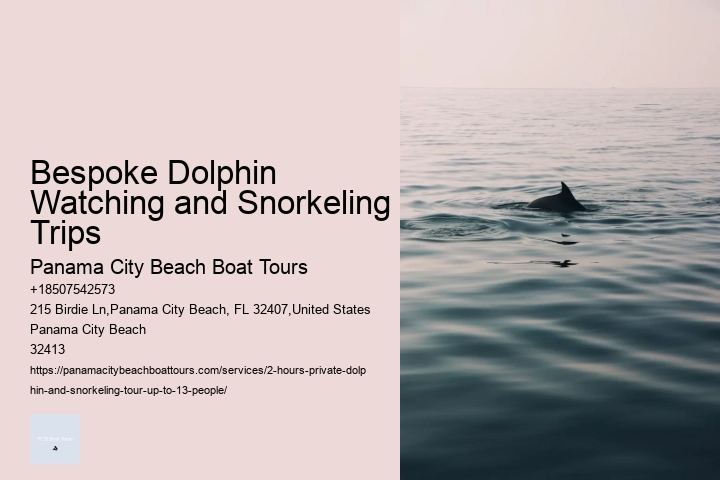 Bespoke Dolphin
Watching and Snorkeling
Trips
Panama City Beach Boat Tours
+18507542573
215 Birdie Ln,Panama City Beach, FL 32407,United States
Panama City Beach
32413
https://panamacitybeachboattours.com/services/2-hours-private-dolp
hin-and-snorkeling-tour-up-to-13-people/